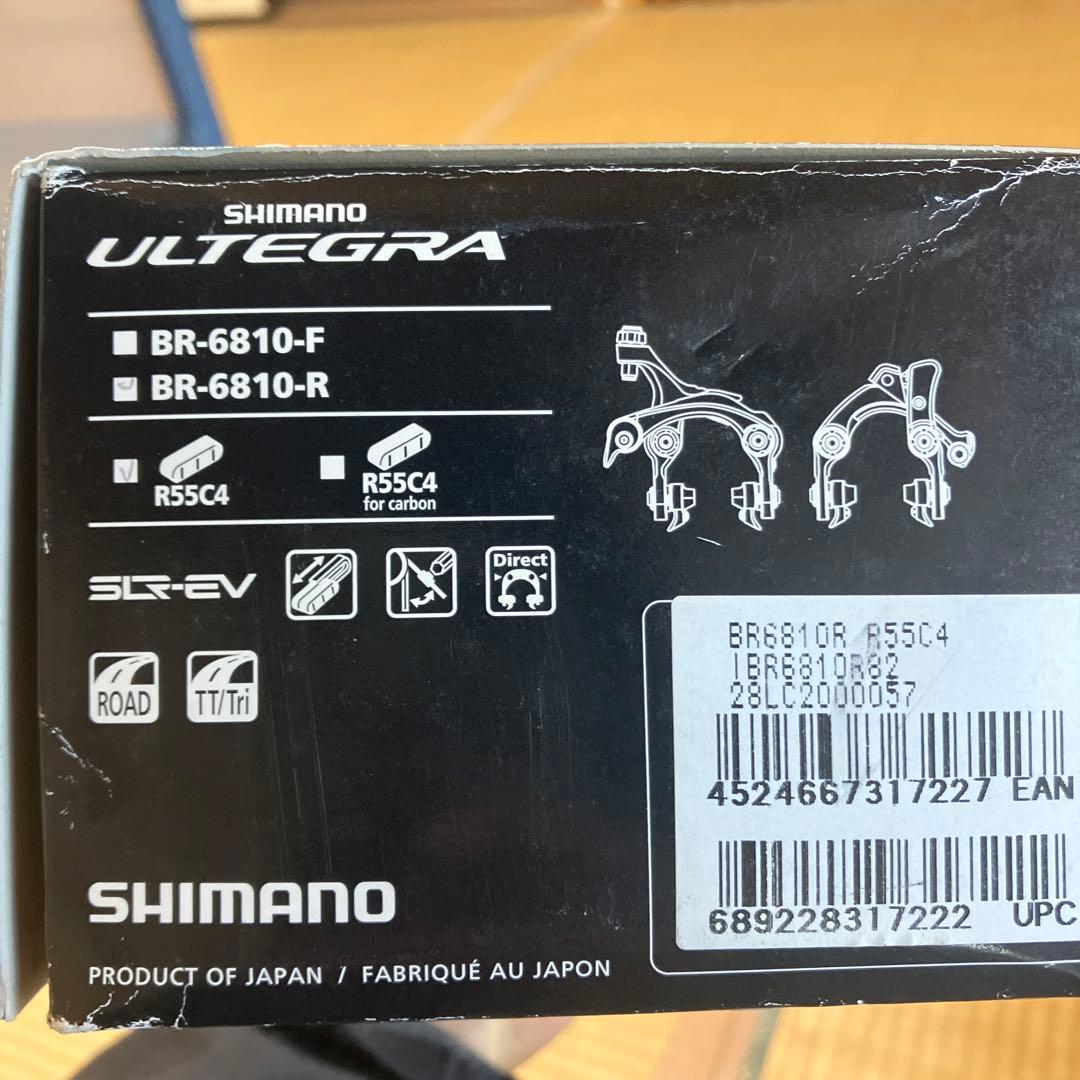 SHIMANO
ULTEGRA
BR-6810-F
BR-6810-R
R55C4
R55C4
for carbon
SLR-EV
Direct
ROAD
TT/Tri
BR6810R R55C4
IBR6810R82
28LC2000057
4524667317227 EAN
689228317222 UPC
SHIMANO
PRODUCT OF JAPAN / FABRIQUÉ AU JAPON